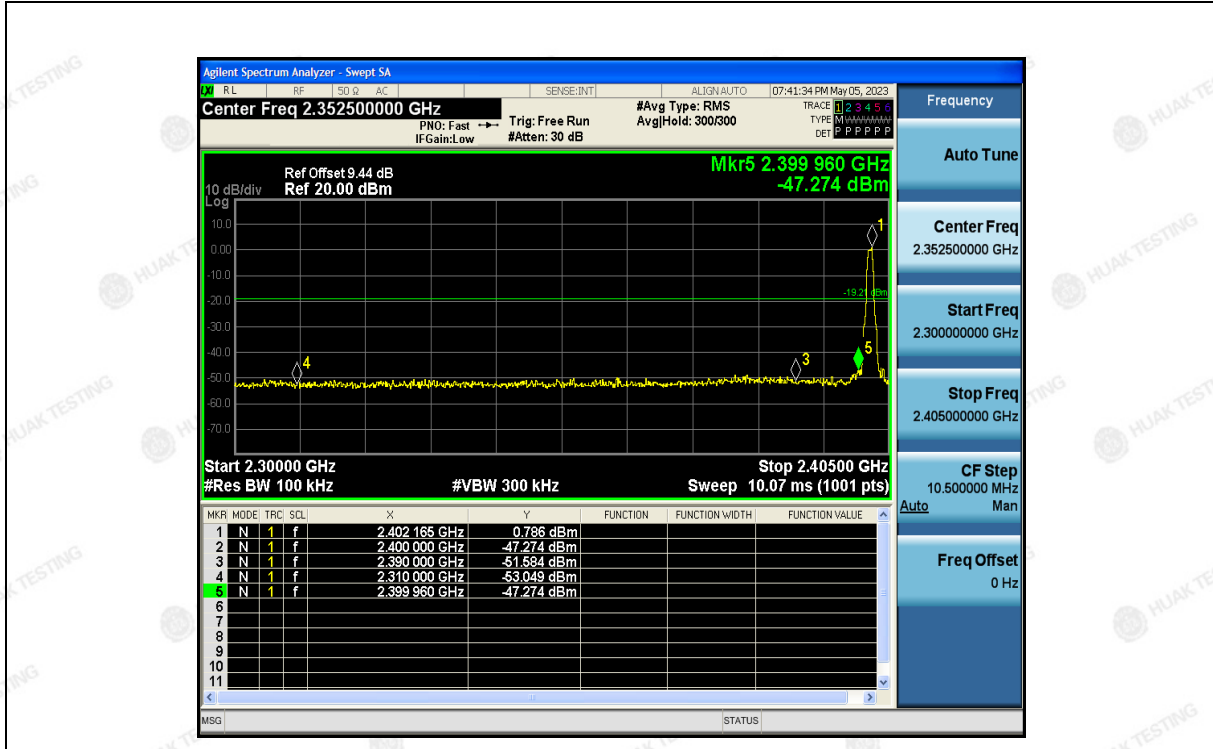 Agilent Spectrum Analyzer - Swept SA
LXI RL RF 50 Ω AC SENSE:INT ALIGN AUTO 07:41:34 PM May 05, 2023
Center Freq 2.352500000 GHz
PNO: Fast
IFGain:Low
Trig: Free Run
#Atten: 30 dB
#Avg Type: RMS
Avg|Hold: 300/300
TRACE 1 2 3 4 5 6
TYPE M WWWWW
DET P P P P P P
Frequency
Auto Tune
Center Freq
2.352500000 GHz
Start Freq
2.300000000 GHz
Stop Freq
2.405000000 GHz
CF Step
10.500000 MHz
Auto Man
Freq Offset
0 Hz
Mkr5 2.399 960 GHz
-47.274 dBm
Ref Offset 9.44 dB
10 dB/div Ref 20.00 dBm
Log
10.0
0.00
-10.0
-20.0
-30.0
-40.0
-50.0
-60.0
-70.0
1
-19.21 dBm
5
3
4
Start 2.30000 GHz Stop 2.40500 GHz
#Res BW 100 kHz #VBW 300 kHz Sweep 10.07 ms (1001 pts)
MKR MODE TRC SCL X Y FUNCTION FUNCTION WIDTH FUNCTION VALUE
1 N 1 f 2.402 165 GHz 0.786 dBm
2 N 1 f 2.400 000 GHz -47.274 dBm
3 N 1 f 2.390 000 GHz -51.584 dBm
4 N 1 f 2.310 000 GHz -53.049 dBm
5 N 1 f 2.399 960 GHz -47.274 dBm
6
7
8
9
10
11
MSG STATUS
HUAK TESTING
HUAK TESTING
HUAK TESTING
HUAK TESTING